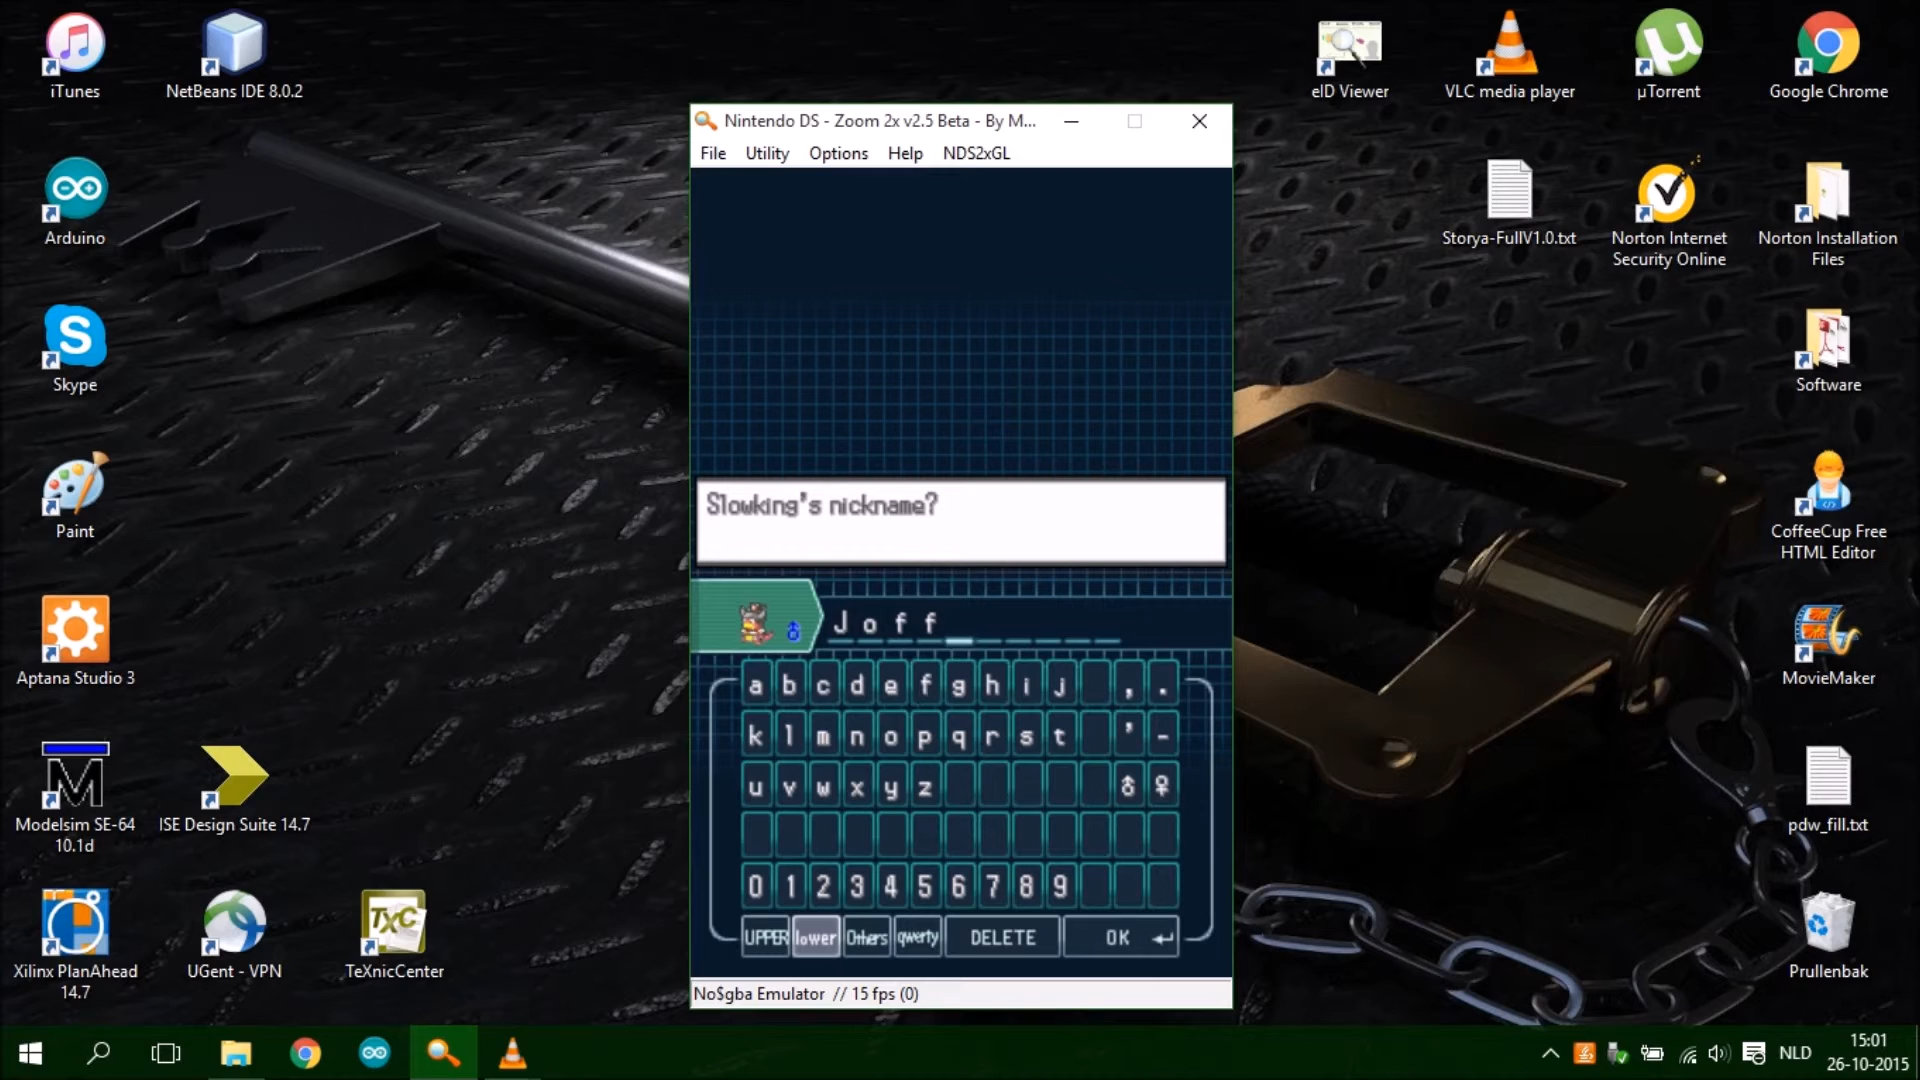 iTunes
NetBeans IDE 8.0.2
eID Viewer
VLC media player
µTorrent
Google Chrome
Arduino
Storya-FullV1.0.txt
Norton Internet
Security Online
Norton Installation
Files
Skype
Software
Paint
CoffeeCup Free
HTML Editor
Aptana Studio 3
MovieMaker
Modelsim SE-64
10.1d
ISE Design Suite 14.7
pdw_fill.txt
Xilinx PlanAhead
14.7
UGent - VPN
TeXnicCenter
Prullenbak
Nintendo DS - Zoom 2x v2.5 Beta - By M...
File Utility Options Help NDS2xGL
Slowking's nickname?
Joff
a b c d e f g h i j , .
k l m n o p q r s t ' -
u v w x y z ♂ ♀
0 1 2 3 4 5 6 7 8 9
UPPER lower Others qwerty DELETE OK
No$gba Emulator // 15 fps (0)
NLD
15:01
26-10-2015